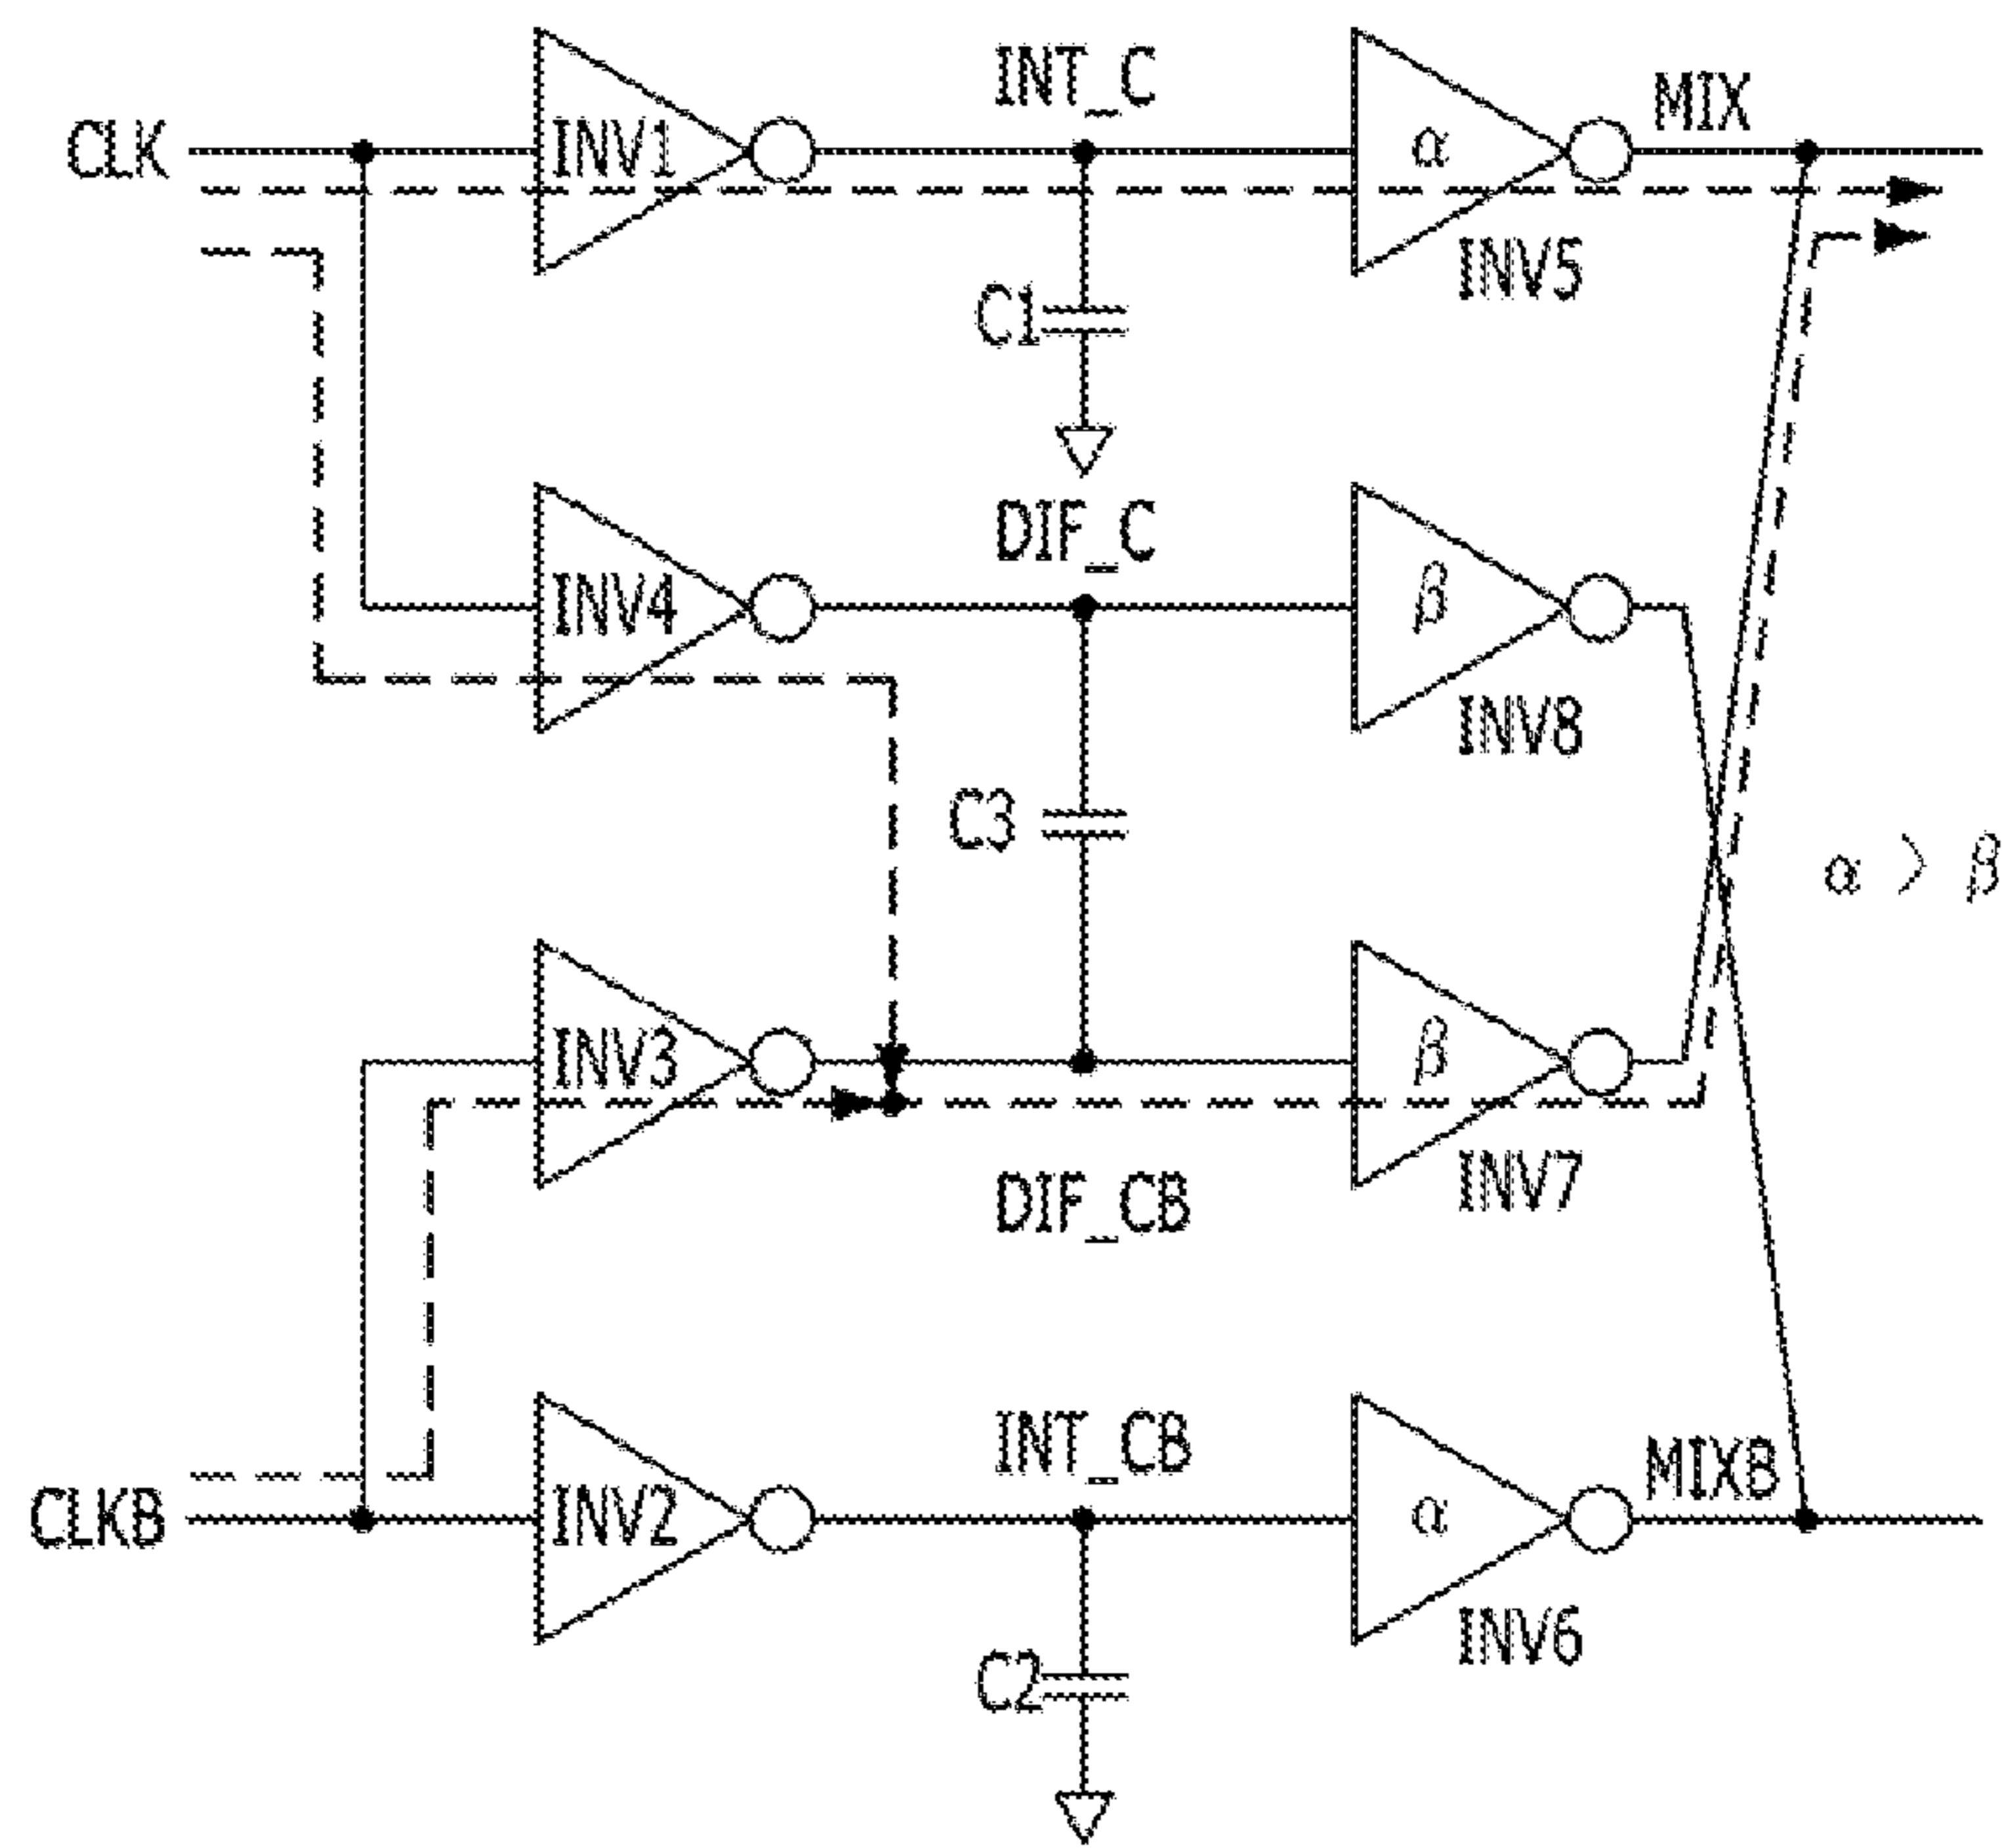 INT_C
MIX
CLK
INV1
α
INV5
C1
DIF_C
INV4
β
INV8
C3
α > β
INV3
β
INV7
DIF_CB
INT_CB
MIXB
CLKB
INV2
α
INV6
C2